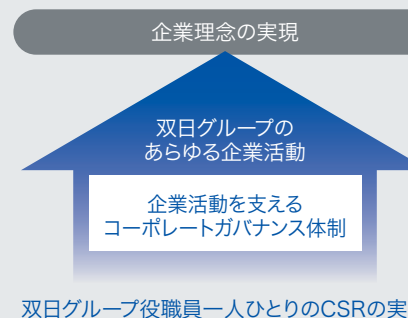 企業理念の実現
双日グループの
あらゆる企業活動
企業活動を支える
コーポレートガバナンス体制
双日グループ役職員一人ひとりのCSRの実